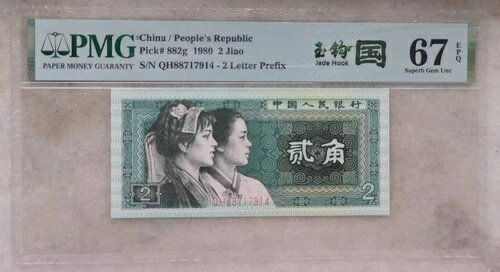 PMG
PAPER MONEY GUARANTY
China / People's Republic
Pick# 882g 1980 2 Jiao
S/N QH88717914 - 2 Letter Prefix
玉钩国
Jade Hook
67 EPQ
Superb Gem Unc
中国人民银行
贰角
2
QH88717914
2